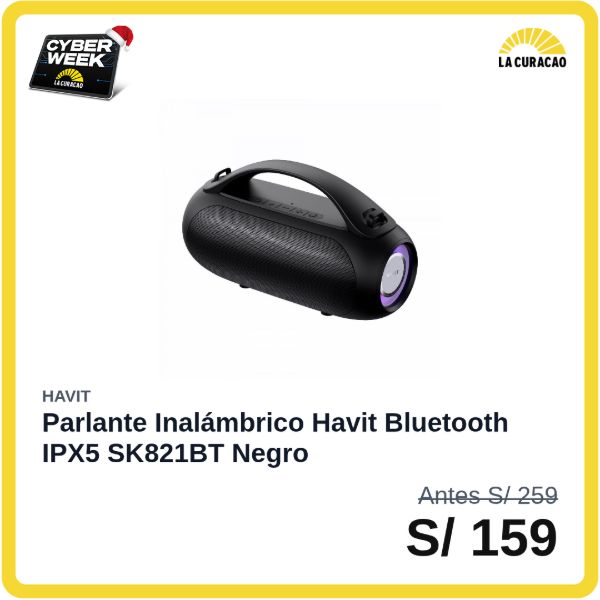 CYBER
WEEK
LA CURACAO
LA CURACAO
HAVIT
Parlante Inalámbrico Havit Bluetooth
IPX5 SK821BT Negro
Antes S/ 259
S/ 159